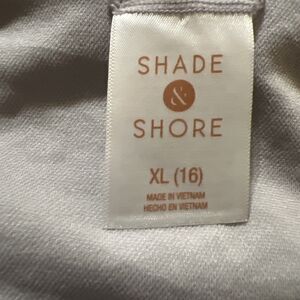 SHADE
&
SHORE
XL (16)
MADE IN VIETNAM
HECHO EN VIETNAM